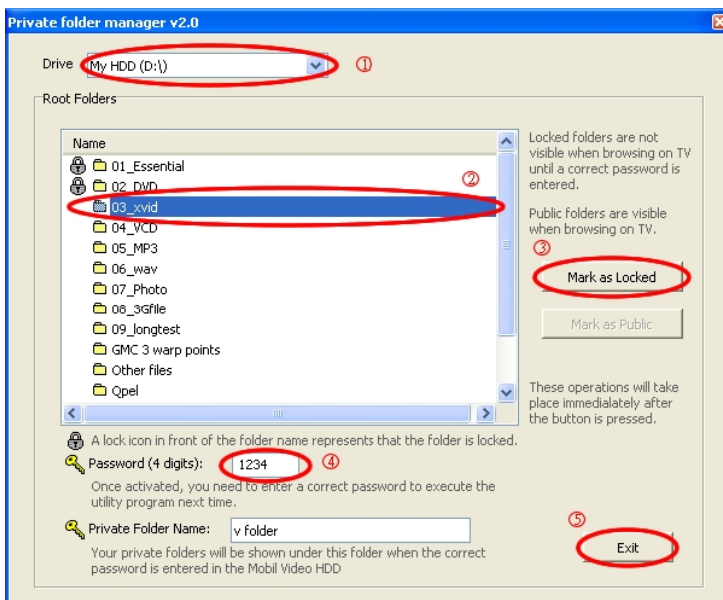 Private folder manager v2.0
Drive My HDD (D:\) ①
Root Folders
Name
01_Essential
02_DVD
②
03_xvid
04_VCD
05_MP3
06_wav
07_Photo
08_3Gfile
09_longtest
GMC 3 warp points
Other files
Qpel
Locked folders are not
visible when browsing on TV
until a correct password is
entered.
Public folders are visible
when browsing on TV.
③
Mark as Locked
Mark as Public
These operations will take
place immedialately after
the button is pressed.
A lock icon in front of the folder name represents that the folder is locked.
Password (4 digits): 1234 ④
Once activated, you need to enter a correct password to execute the
utility program next time.
Private Folder Name: v folder
Your private folders will be shown under this folder when the correct
password is entered in the Mobil Video HDD
⑤
Exit